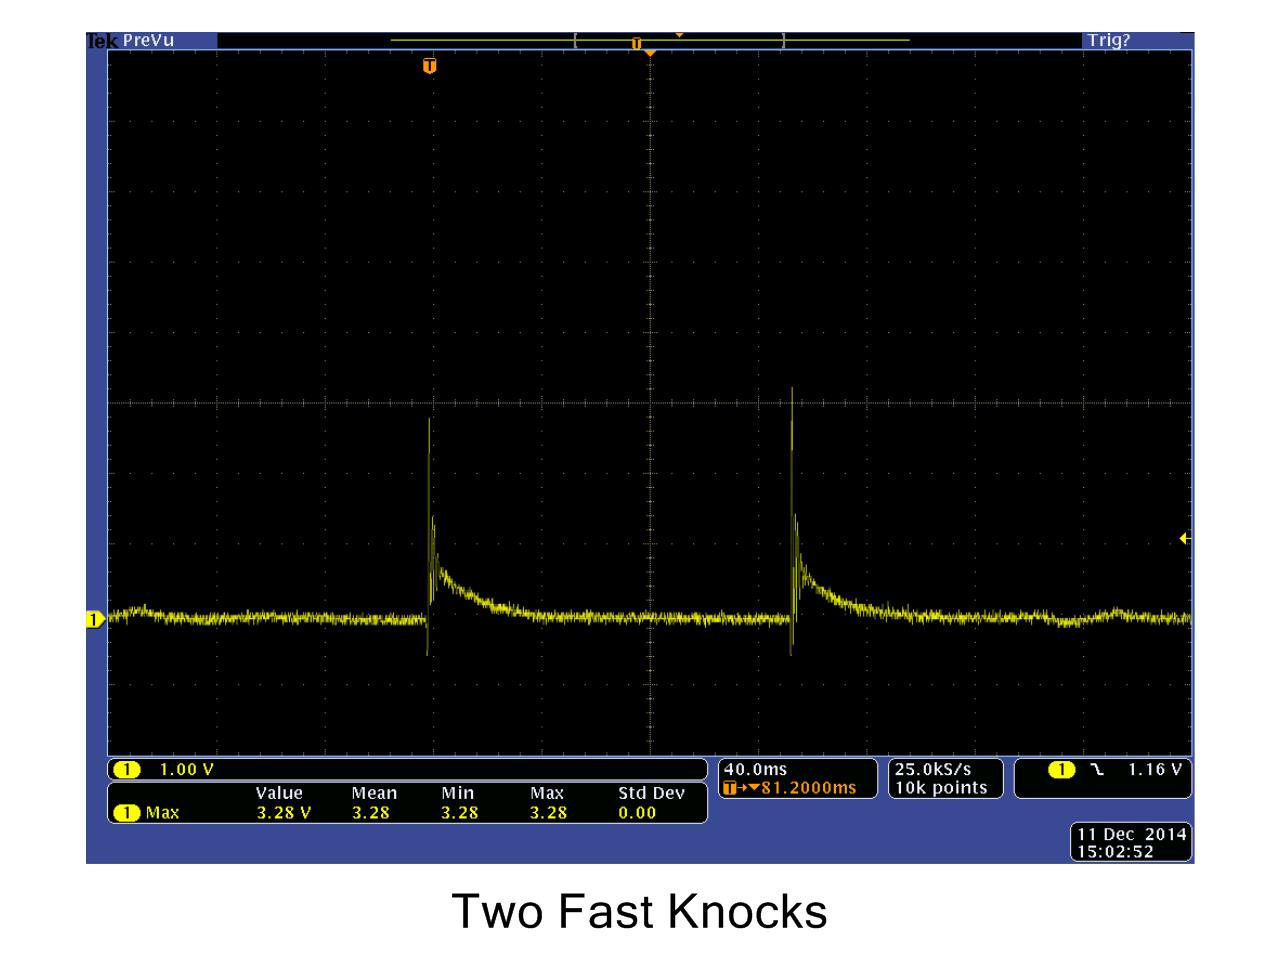 Tek PreVu
Trig?
T
T
1
1 1.00 V
Value Mean Min Max Std Dev
1 Max 3.28 V 3.28 3.28 3.28 0.00
40.0ms
T→▼81.2000ms
25.0kS/s
10k points
1 1.16 V
11 Dec 2014
15:02:52
Two Fast Knocks